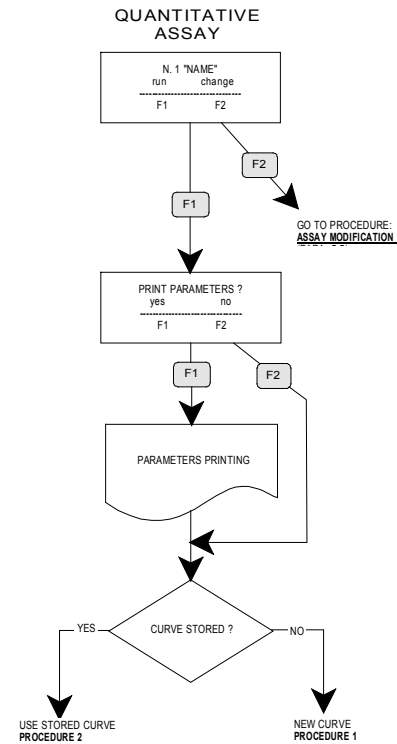 QUANTITATIVE
ASSAY
N. 1 "NAME"
run change
--------------------------------
F1 F2
F2
F1
GO TO PROCEDURE:
ASSAY MODIFICATION
PRINT PARAMETERS ?
yes no
--------------------------------
F1 F2
F1
F2
PARAMETERS PRINTING
CURVE STORED ?
YES
NO
USE STORED CURVE
PROCEDURE 2
NEW CURVE
PROCEDURE 1